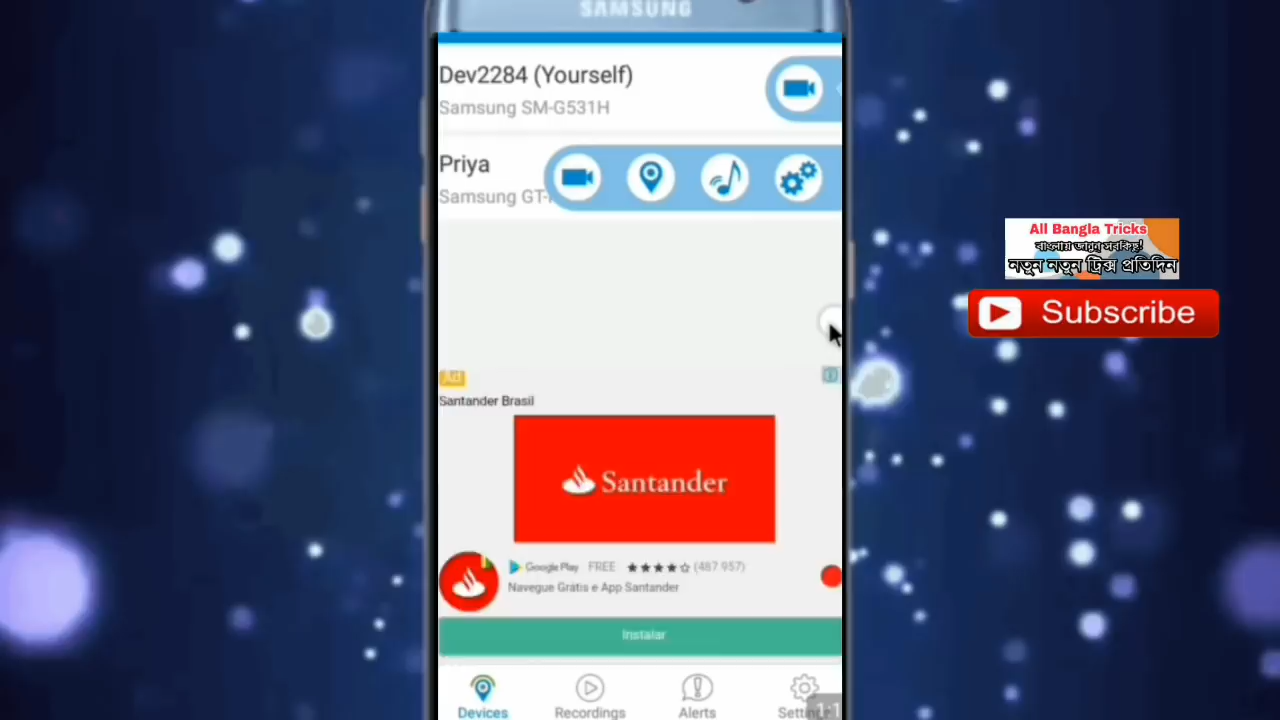 SAMSUNG
Dev2284 (Yourself)
Samsung SM-G531H
Priya
Samsung GT-
Ad
Santander Brasil
Santander
Google Play FREE (487 957)
Navegue Grátis e App Santander
Instalar
Devices
Recordings
Alerts
All Bangla Tricks
বাংলায় জানুন সবকিছু!
নতুন নতুন ট্রিক্স প্রতিদিন
Subscribe